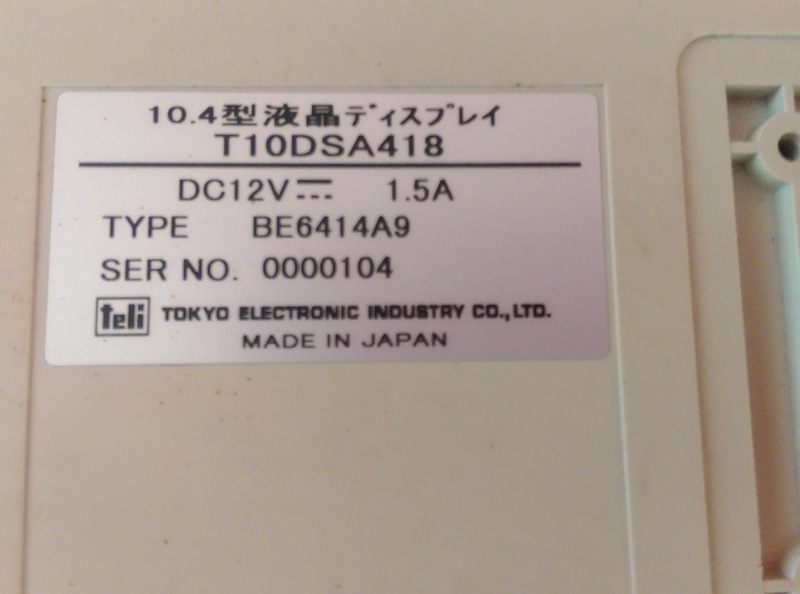 10.4型液晶ディスプレイ
T10DSA418
DC12V⎓ 1.5A
TYPE BE6414A9
SER NO. 0000104
teli TOKYO ELECTRONIC INDUSTRY CO.,LTD.
MADE IN JAPAN